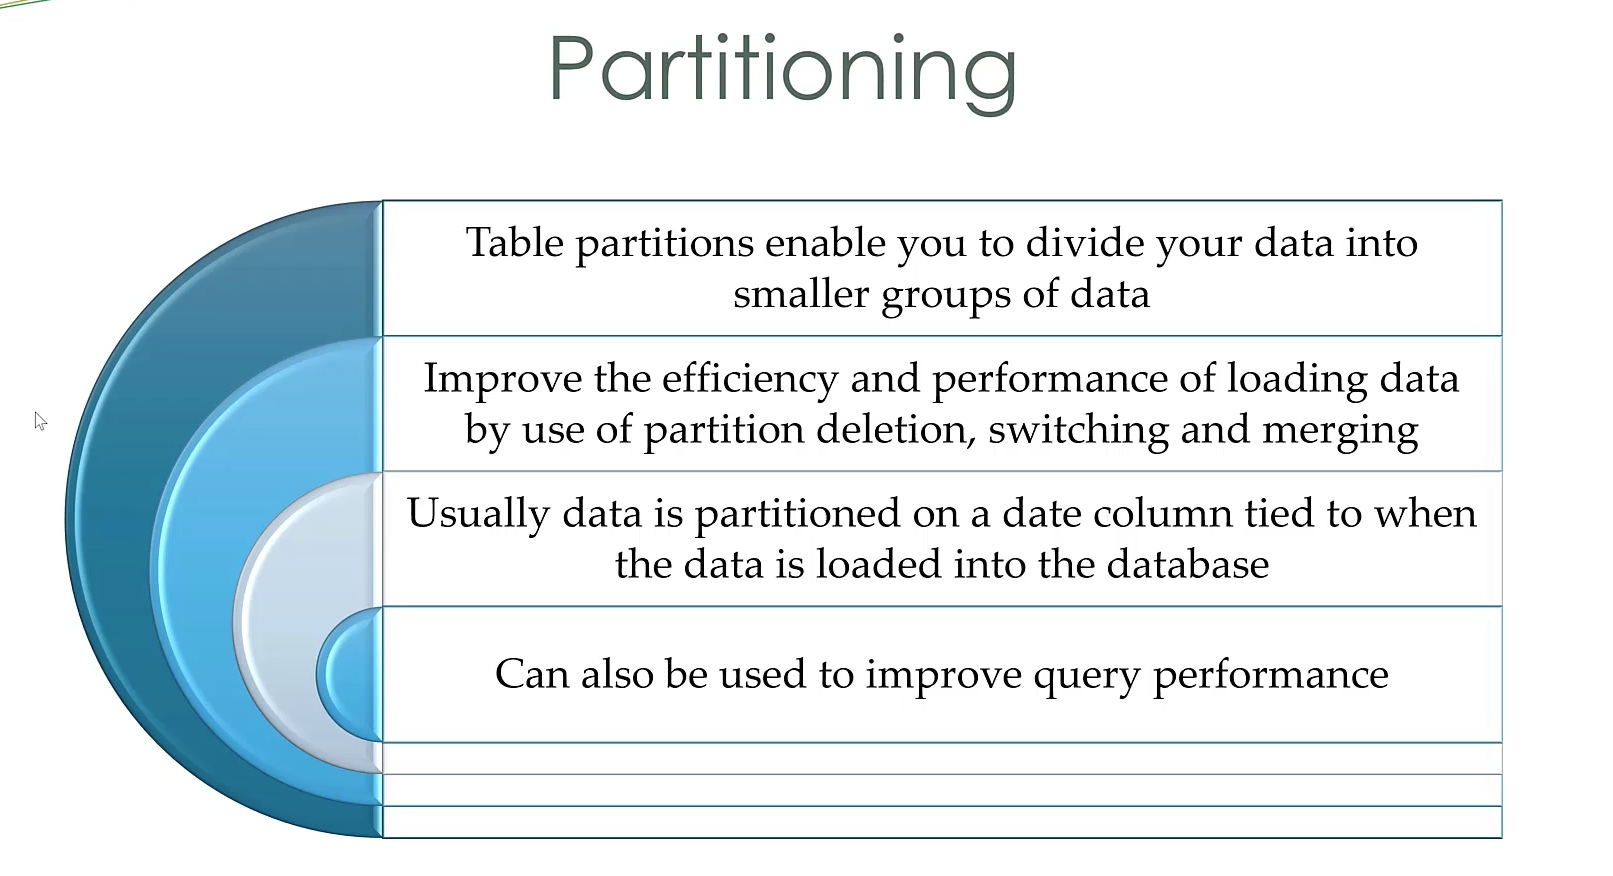 Partitioning
Table partitions enable you to divide your data into
smaller groups of data
Improve the efficiency and performance of loading data
by use of partition deletion, switching and merging
Usually data is partitioned on a date column tied to when
the data is loaded into the database
Can also be used to improve query performance